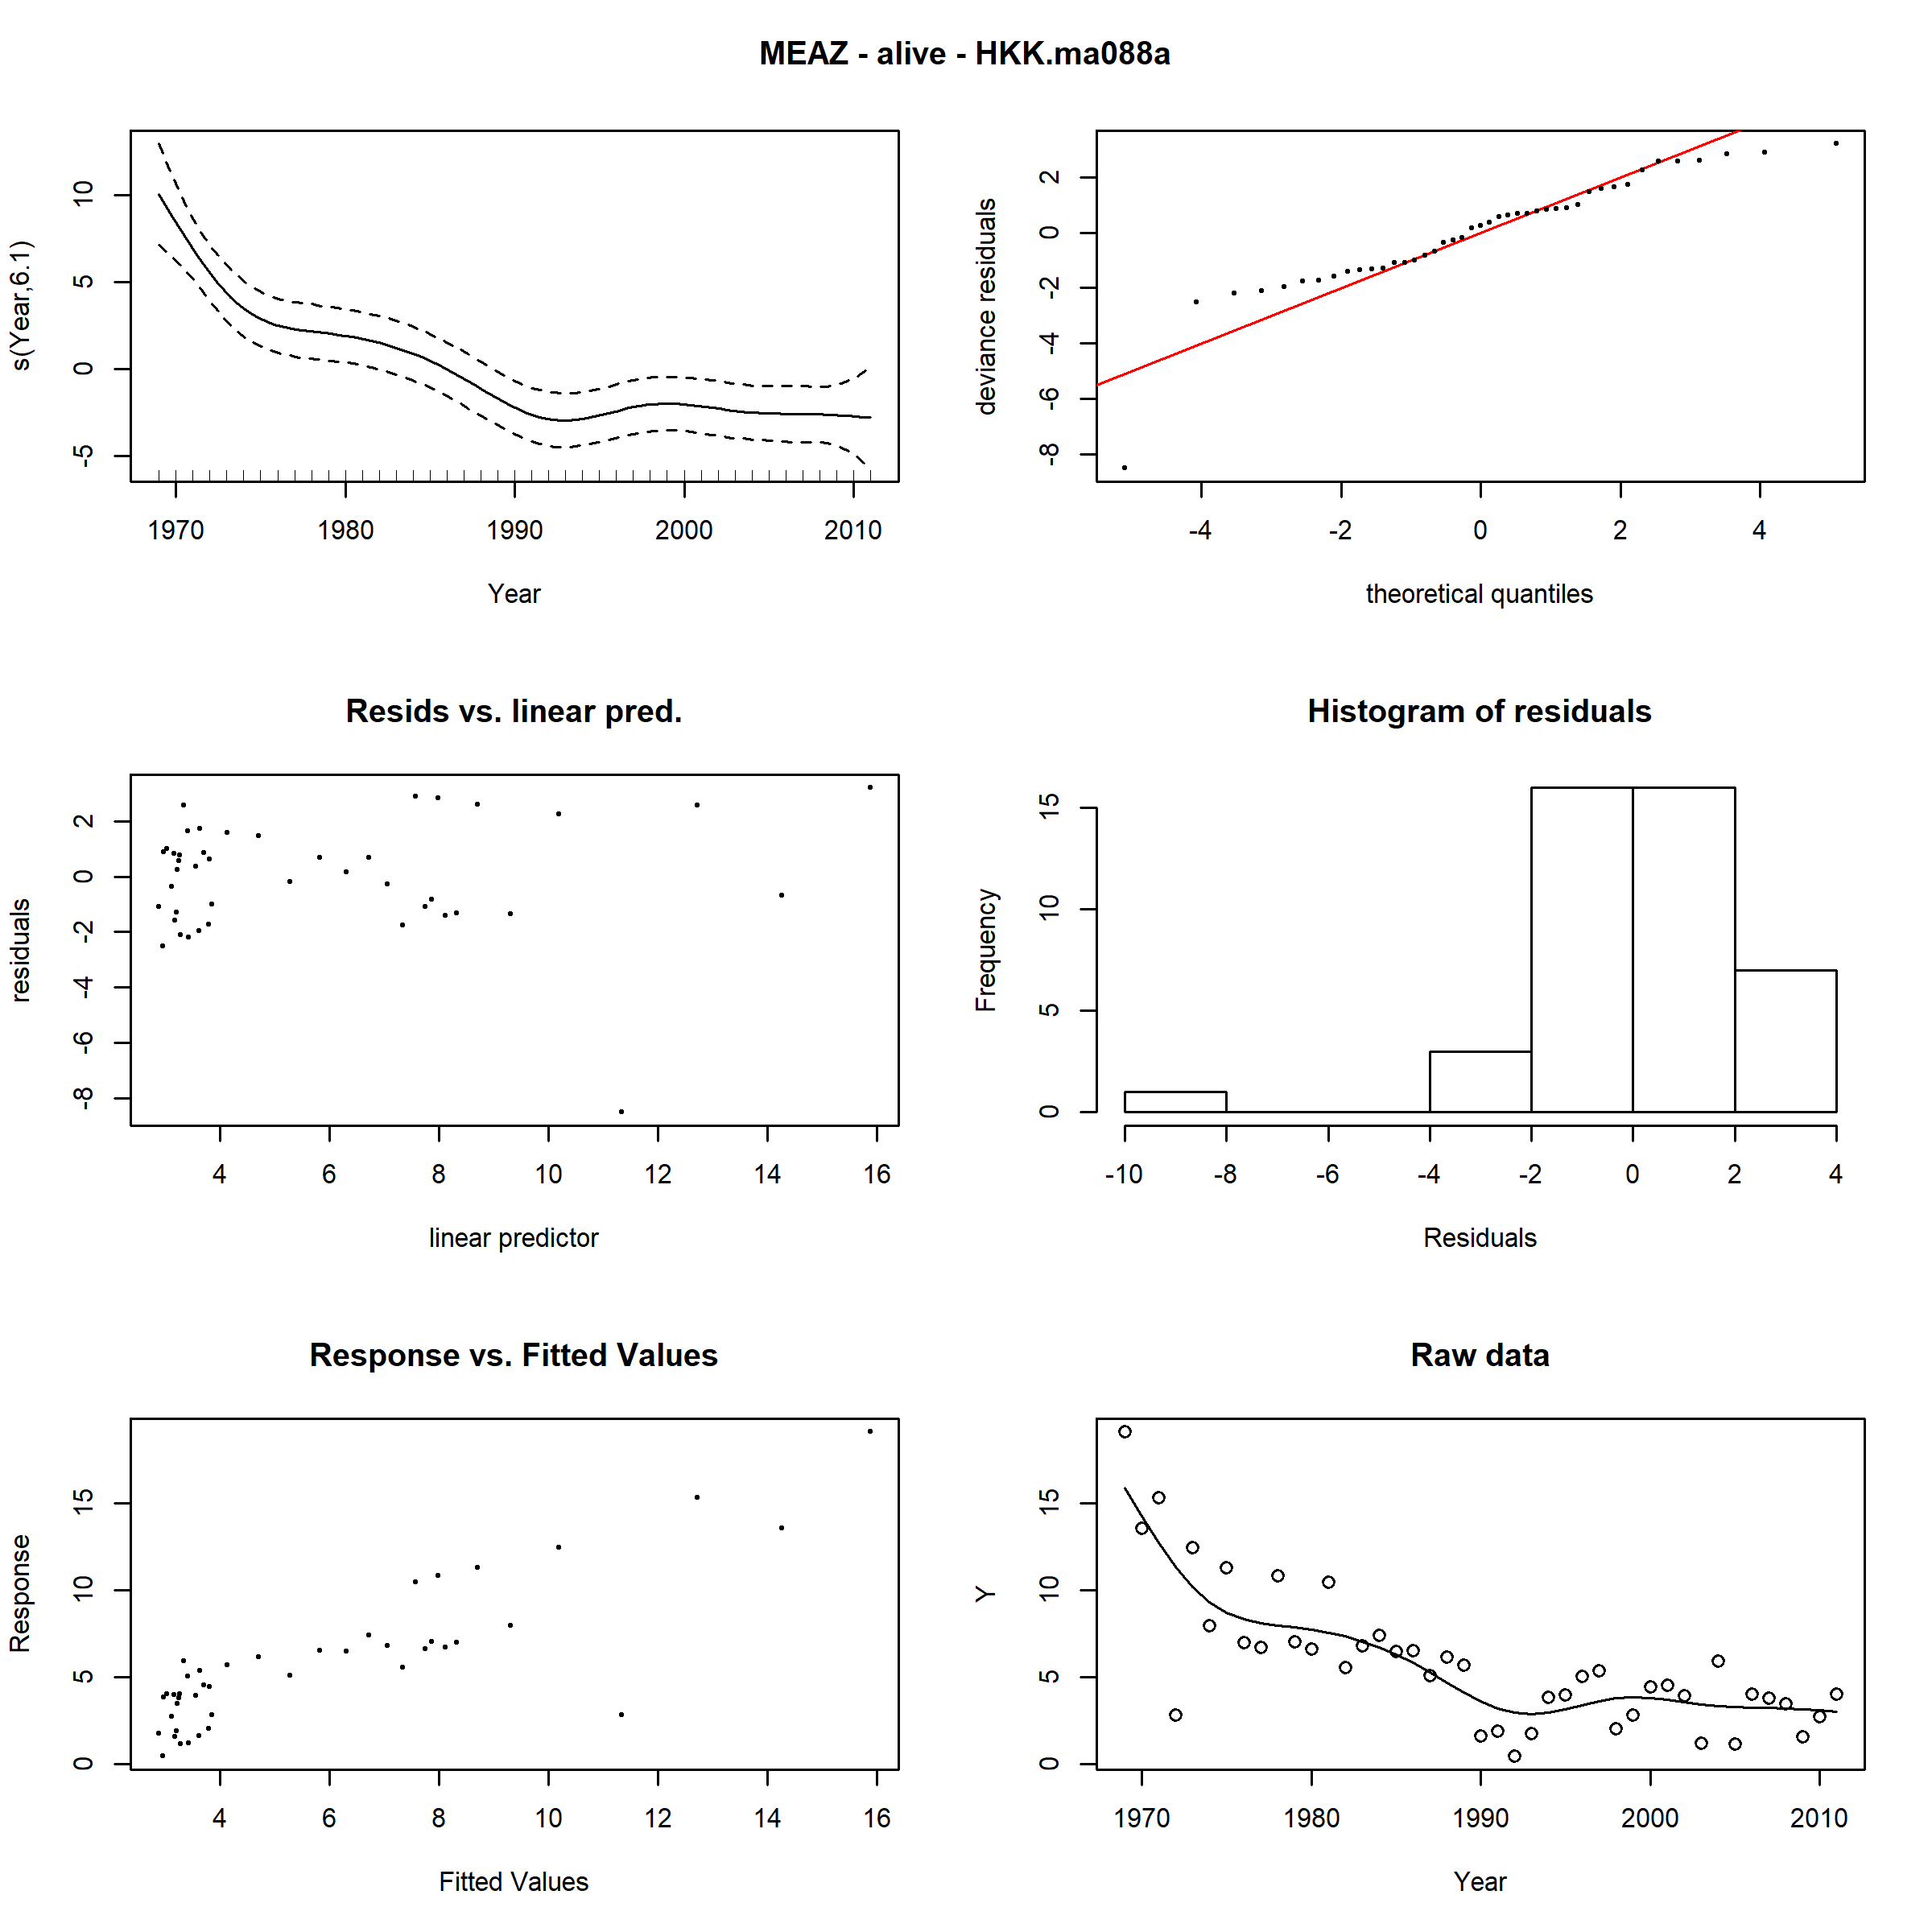 MEAZ - alive - HKK.ma088a
s(Year,6.1)
-5 0 5 10
1970 1980 1990 2000 2010
Year
deviance residuals
-8 -6 -4 -2 0 2
-4 -2 0 2 4
theoretical quantiles
Resids vs. linear pred.
residuals
-8 -6 -4 -2 0 2
4 6 8 10 12 14 16
linear predictor
Histogram of residuals
Frequency
0 5 10 15
-10 -8 -6 -4 -2 0 2 4
Residuals
Response vs. Fitted Values
Response
0 5 10 15
4 6 8 10 12 14 16
Fitted Values
Raw data
Y
0 5 10 15
1970 1980 1990 2000 2010
Year